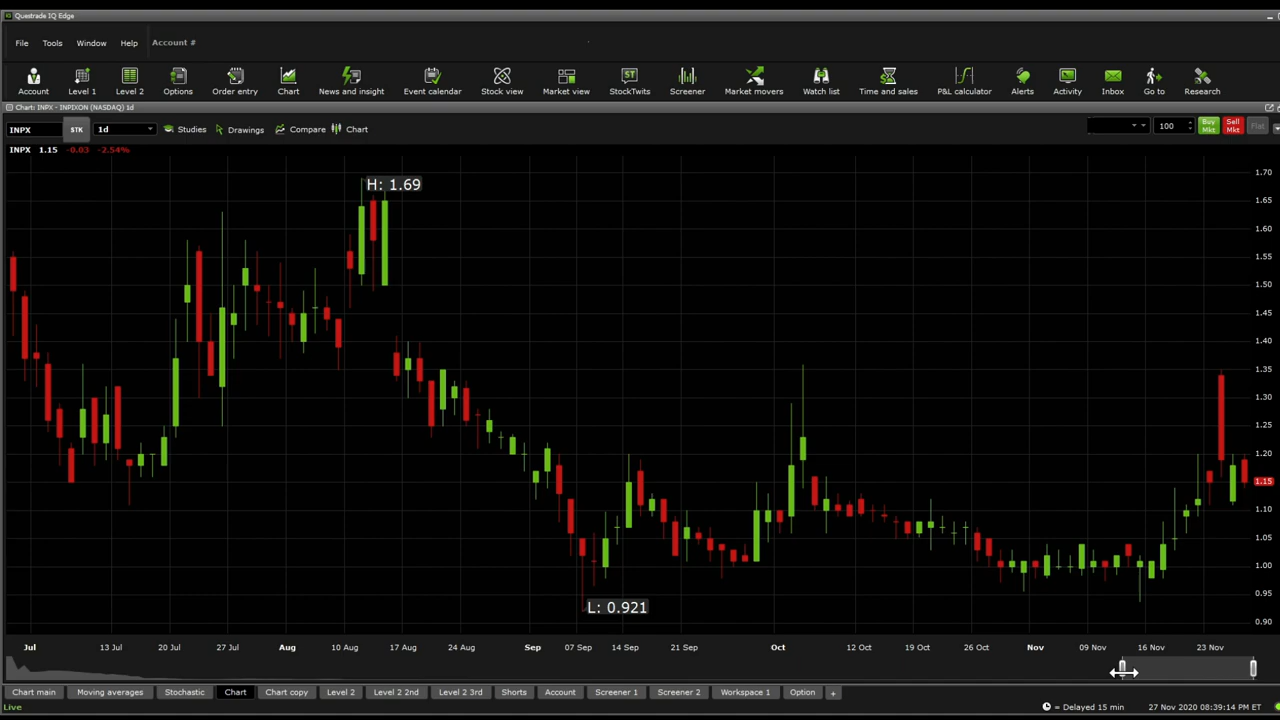 Questrade IQ Edge
File Tools Window Help Account #
Account Level 1 Level 2 Options Order entry Chart News and insight Event calendar Stock view Market view StockTwits Screener Market movers Watch list Time and sales P&L calculator Alerts Activity Inbox Go to Research
Chart: INPX - INPIXON (NASDAQ) 1d
INPX STK 1d Studies Drawings Compare Chart 100 Buy Mkt Sell Mkt Flat
INPX 1.15 -0.03 -2.54%
H: 1.69
1.70
1.65
1.60
1.55
1.50
1.45
1.40
1.35
1.30
1.25
1.20
1.15
1.10
1.05
1.00
0.95
0.90
L: 0.921
Jul 13 Jul 20 Jul 27 Jul Aug 10 Aug 17 Aug 24 Aug Sep 07 Sep 14 Sep 21 Sep Oct 12 Oct 19 Oct 26 Oct Nov 09 Nov 16 Nov 23 Nov
Chart main Moving averages Stochastic Chart Chart copy Level 2 Level 2 2nd Level 2 3rd Shorts Account Screener 1 Screener 2 Workspace 1 Option +
Live = Delayed 15 min 27 Nov 2020 08:39:14 PM ET